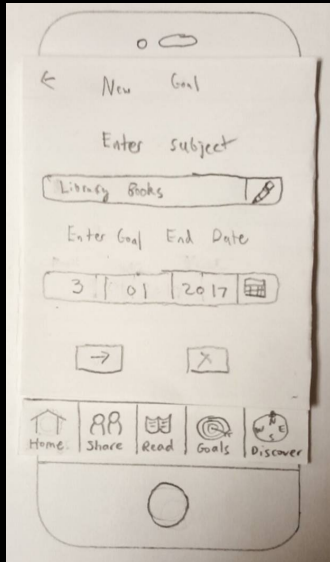 ← New Goal
Enter subject
Library Books
Enter Goal End Date
3 01 2017
→ X
N
W E
S
Home Share Read Goals Discover